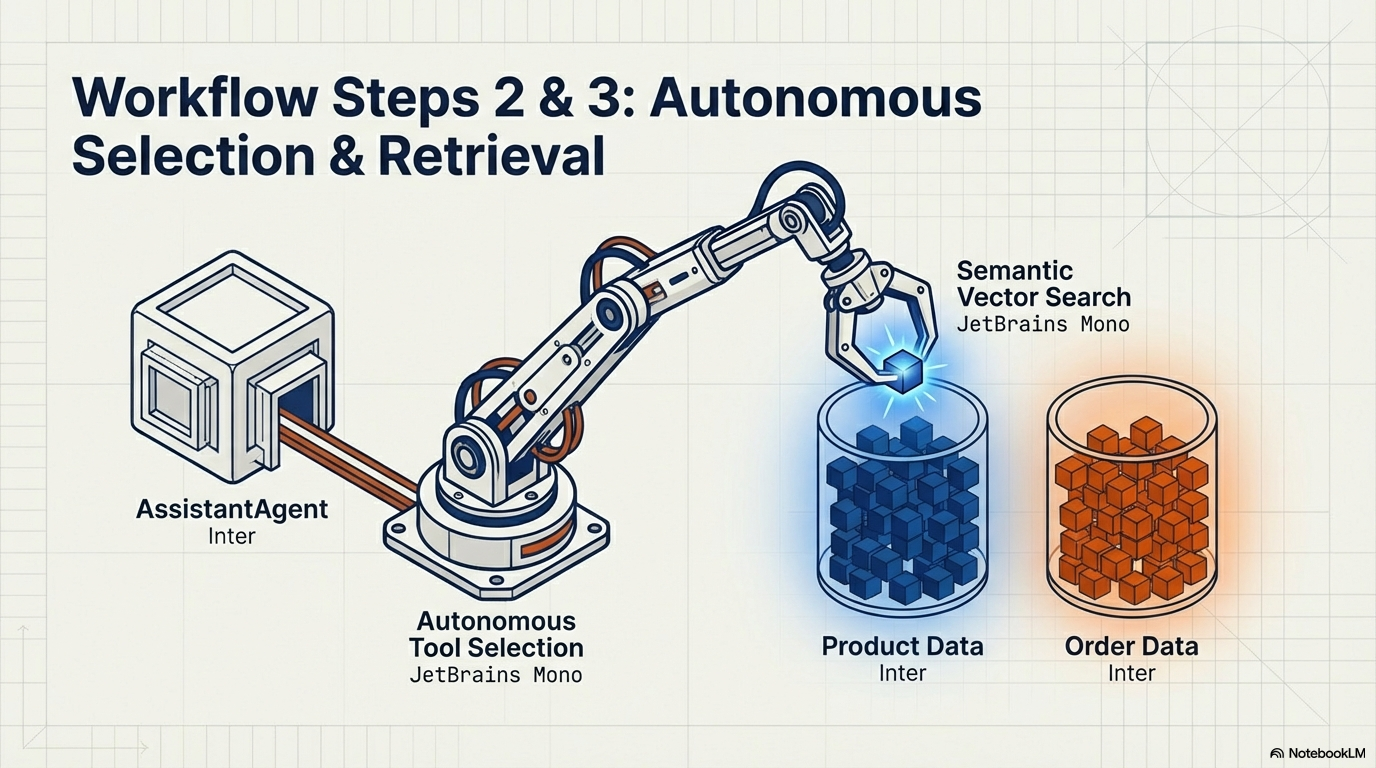 Workflow Steps 2 & 3: Autonomous
Selection & Retrieval
Semantic
Vector Search
JetBrains Mono
AssistantAgent
Inter
Autonomous
Tool Selection
JetBrains Mono
Product Data
Inter
Order Data
Inter
NotebookLM